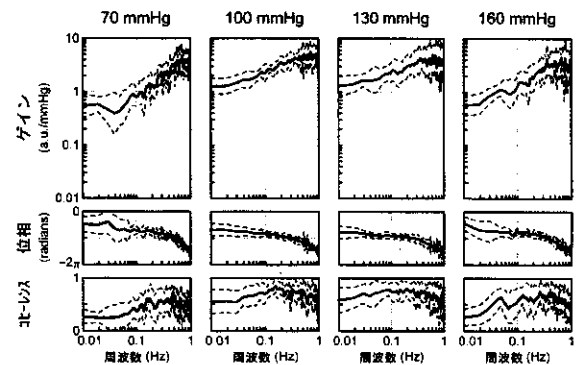 70 mmHg 100 mmHg 130 mmHg 160 mmHg
ゲイン
(a.u./mmHg)
10
1
0.1
0.01
位相
(radians)
0
−2π
コヒーレンス
1
0
0.01 0.1 1 0.01 0.1 1 0.01 0.1 1 0.01 0.1 1
周波数 (Hz) 周波数 (Hz) 周波数 (Hz) 周波数 (Hz)